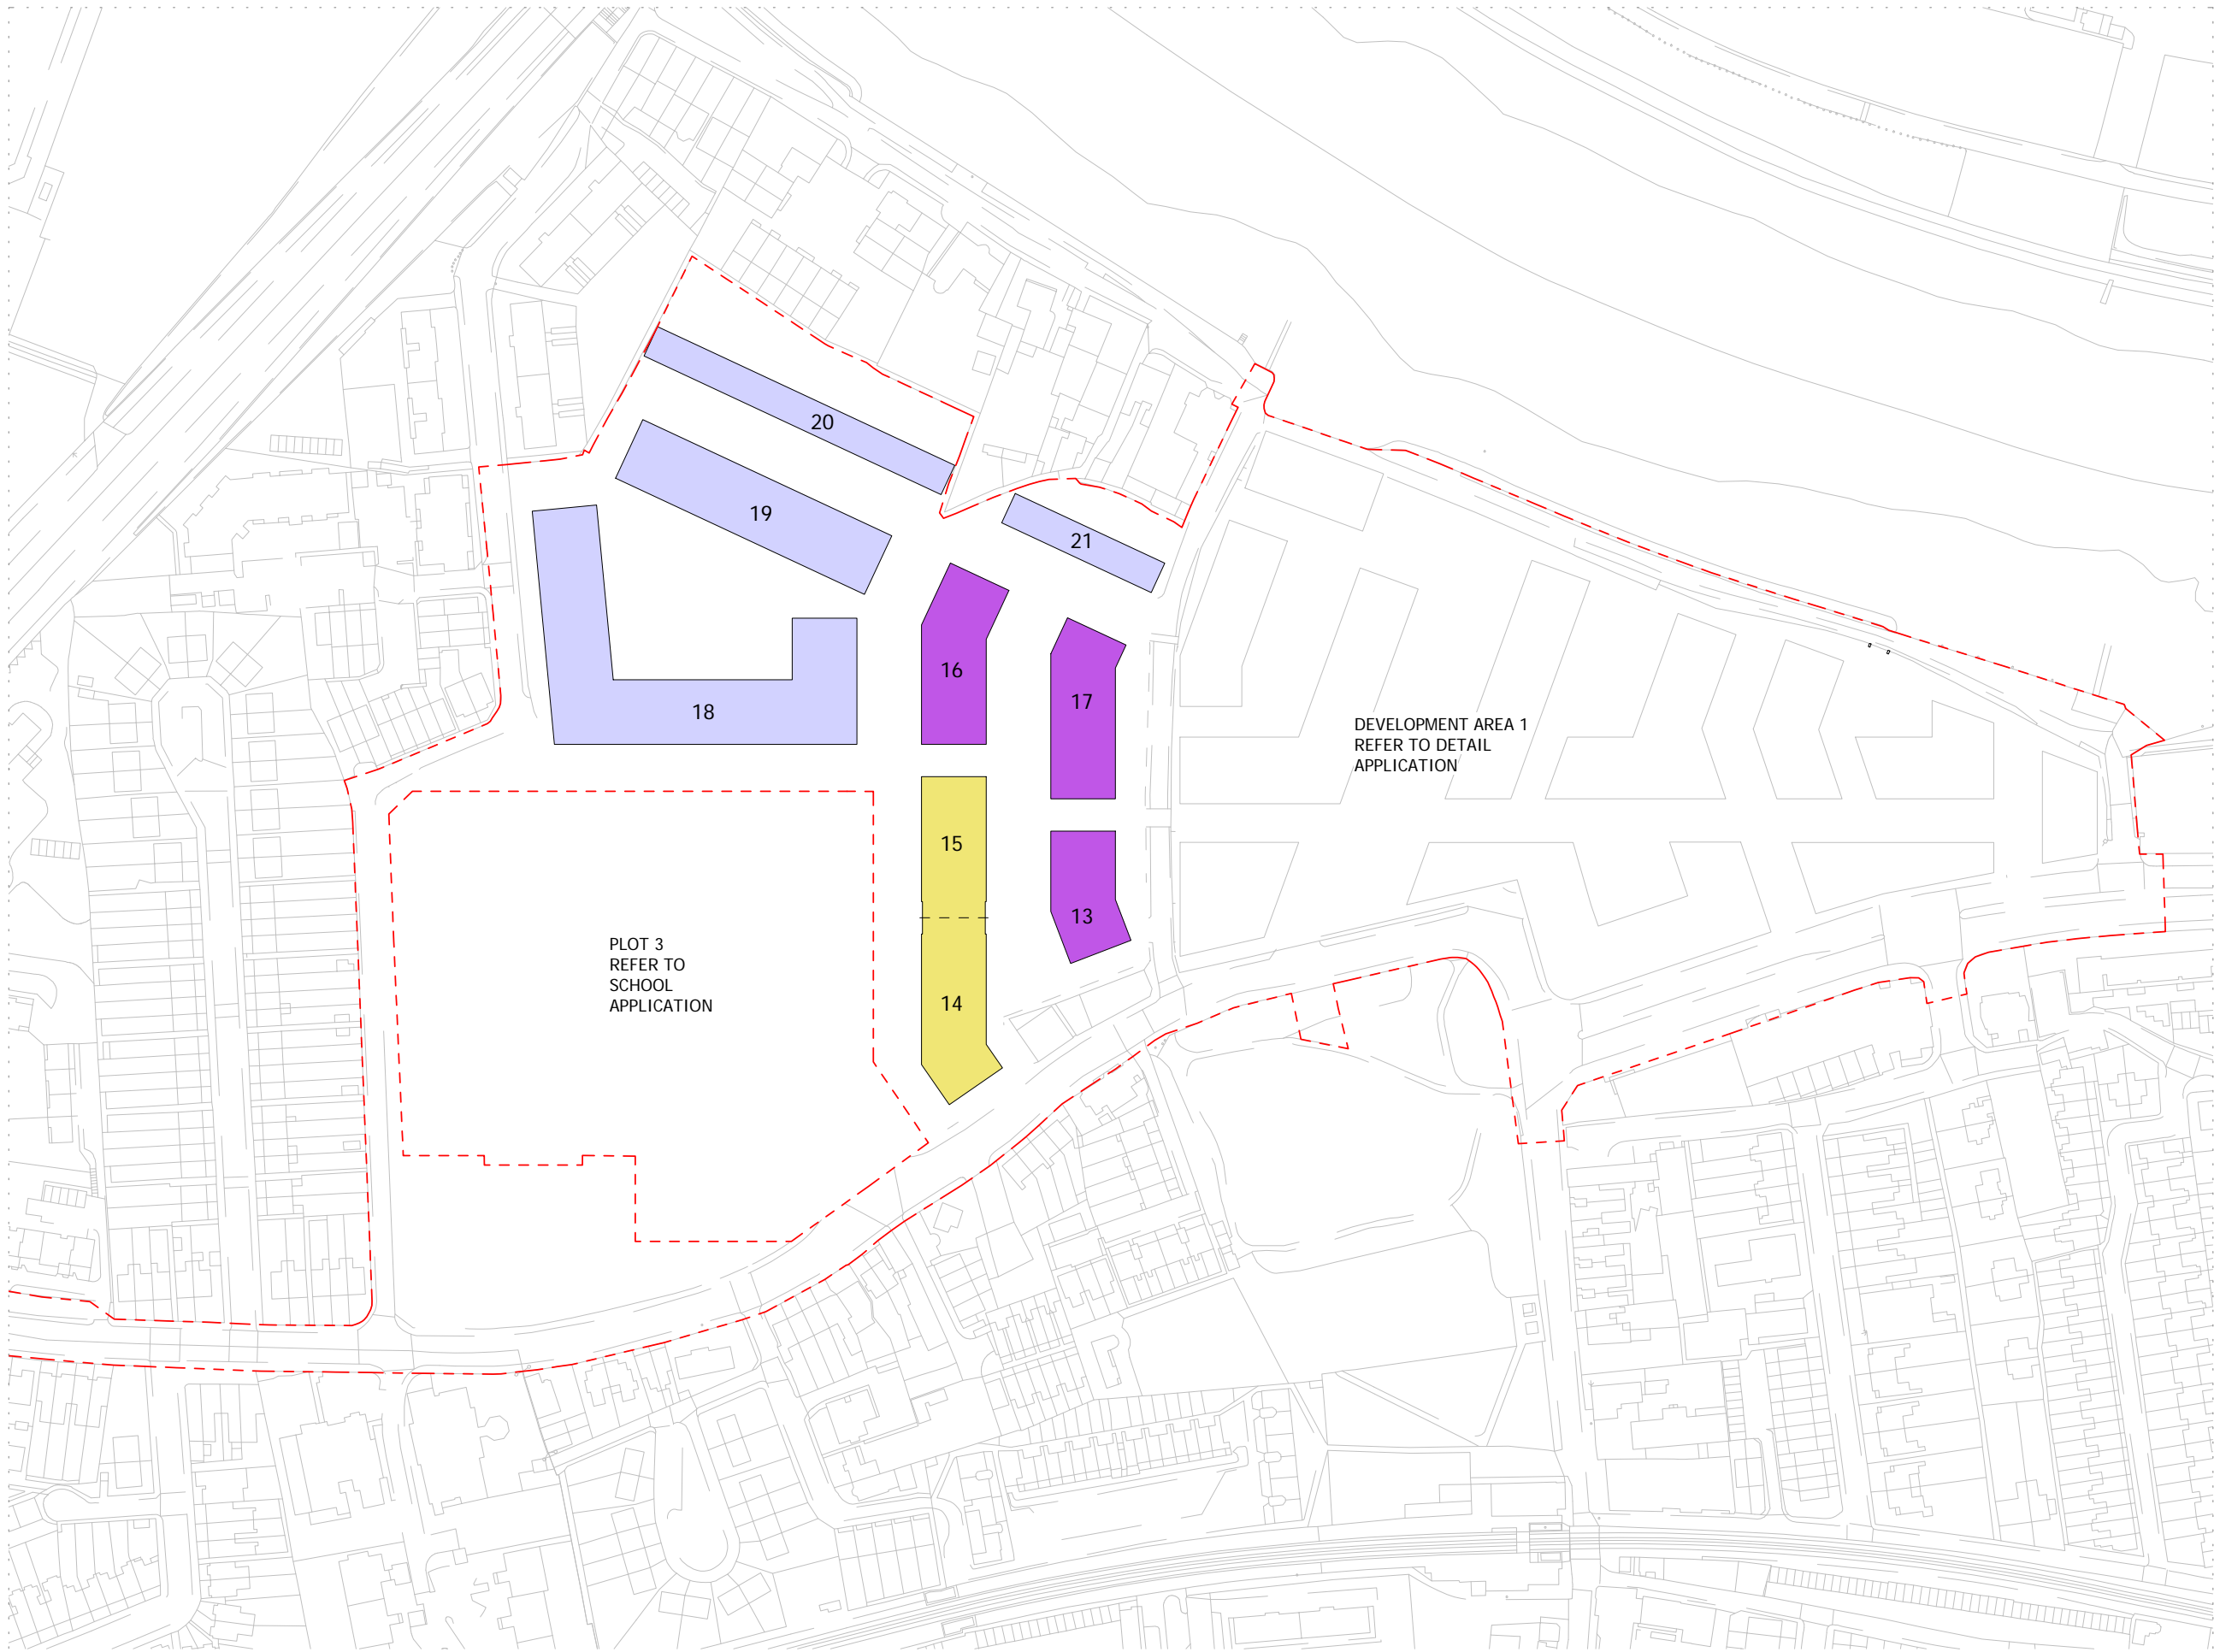 20
19
21
16
17
18
DEVELOPMENT AREA 1
REFER TO DETAIL
APPLICATION
15
13
PLOT 3
REFER TO
SCHOOL
APPLICATION
14